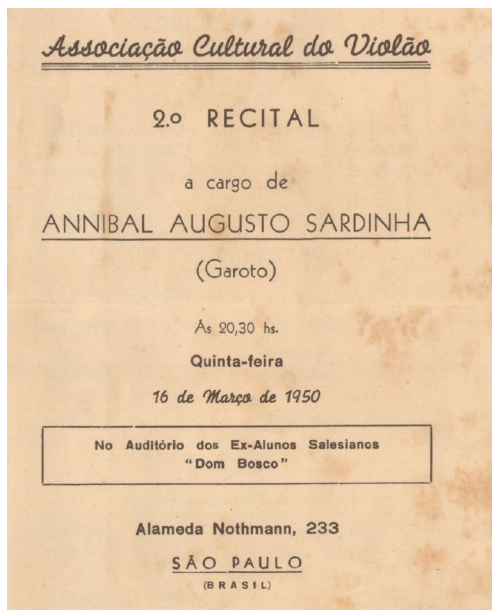 Associação Cultural do Violão
2.o RECITAL
a cargo de
ANNIBAL AUGUSTO SARDINHA
(Garoto)
Ás 20,30 hs.
Quinta-feira
16 de Março de 1950
No Auditório dos Ex-Alunos Salesianos
"Dom Bosco"
Alameda Nothmann, 233
SÃO PAULO
(BRASIL)